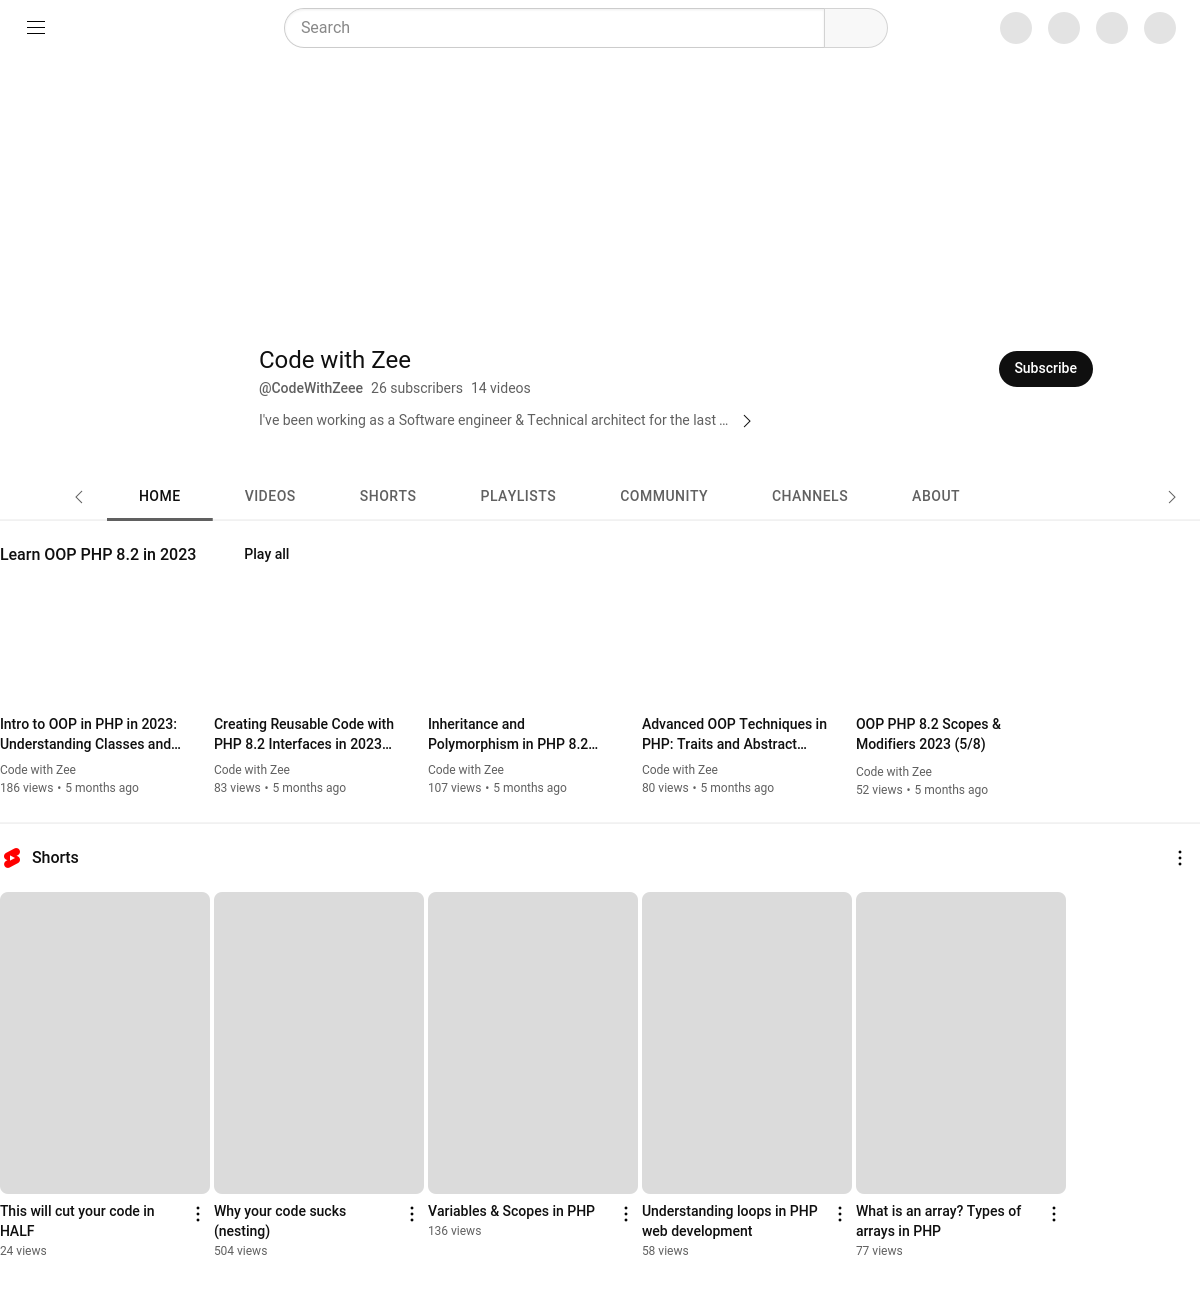 Search
Code with Zee
@CodeWithZeee 26 subscribers 14 videos
I've been working as a Software engineer & Technical architect for the last ...
Subscribe
HOME VIDEOS SHORTS PLAYLISTS COMMUNITY CHANNELS ABOUT
Learn OOP PHP 8.2 in 2023 Play all
Intro to OOP in PHP in 2023:
Understanding Classes and...
Code with Zee
186 views • 5 months ago
Creating Reusable Code with
PHP 8.2 Interfaces in 2023...
Code with Zee
83 views • 5 months ago
Inheritance and
Polymorphism in PHP 8.2...
Code with Zee
107 views • 5 months ago
Advanced OOP Techniques in
PHP: Traits and Abstract...
Code with Zee
80 views • 5 months ago
OOP PHP 8.2 Scopes &
Modifiers 2023 (5/8)
Code with Zee
52 views • 5 months ago
Shorts
This will cut your code in
HALF
24 views
Why your code sucks
(nesting)
504 views
Variables & Scopes in PHP
136 views
Understanding loops in PHP
web development
58 views
What is an array? Types of
arrays in PHP
77 views